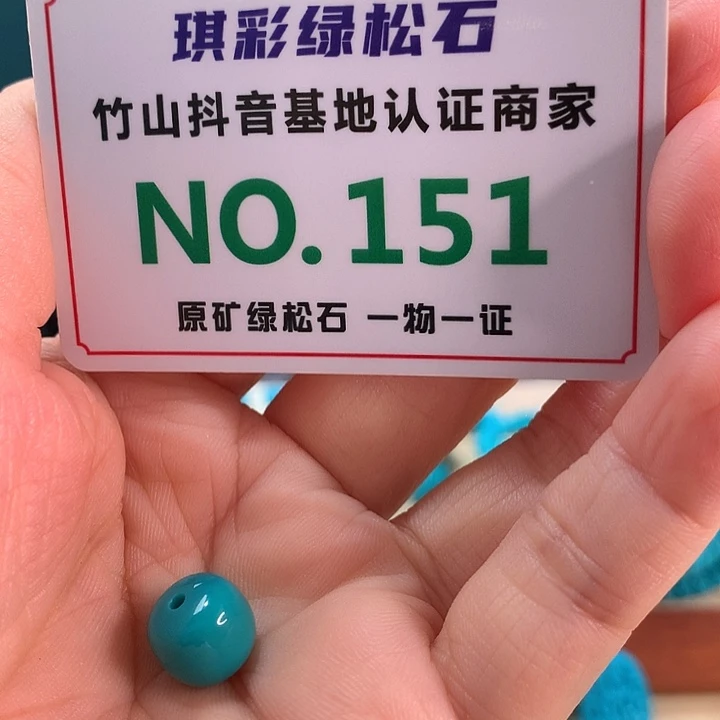 琪彩绿松石
竹山抖音基地认证商家
NO.151
原矿绿松石 一物一证